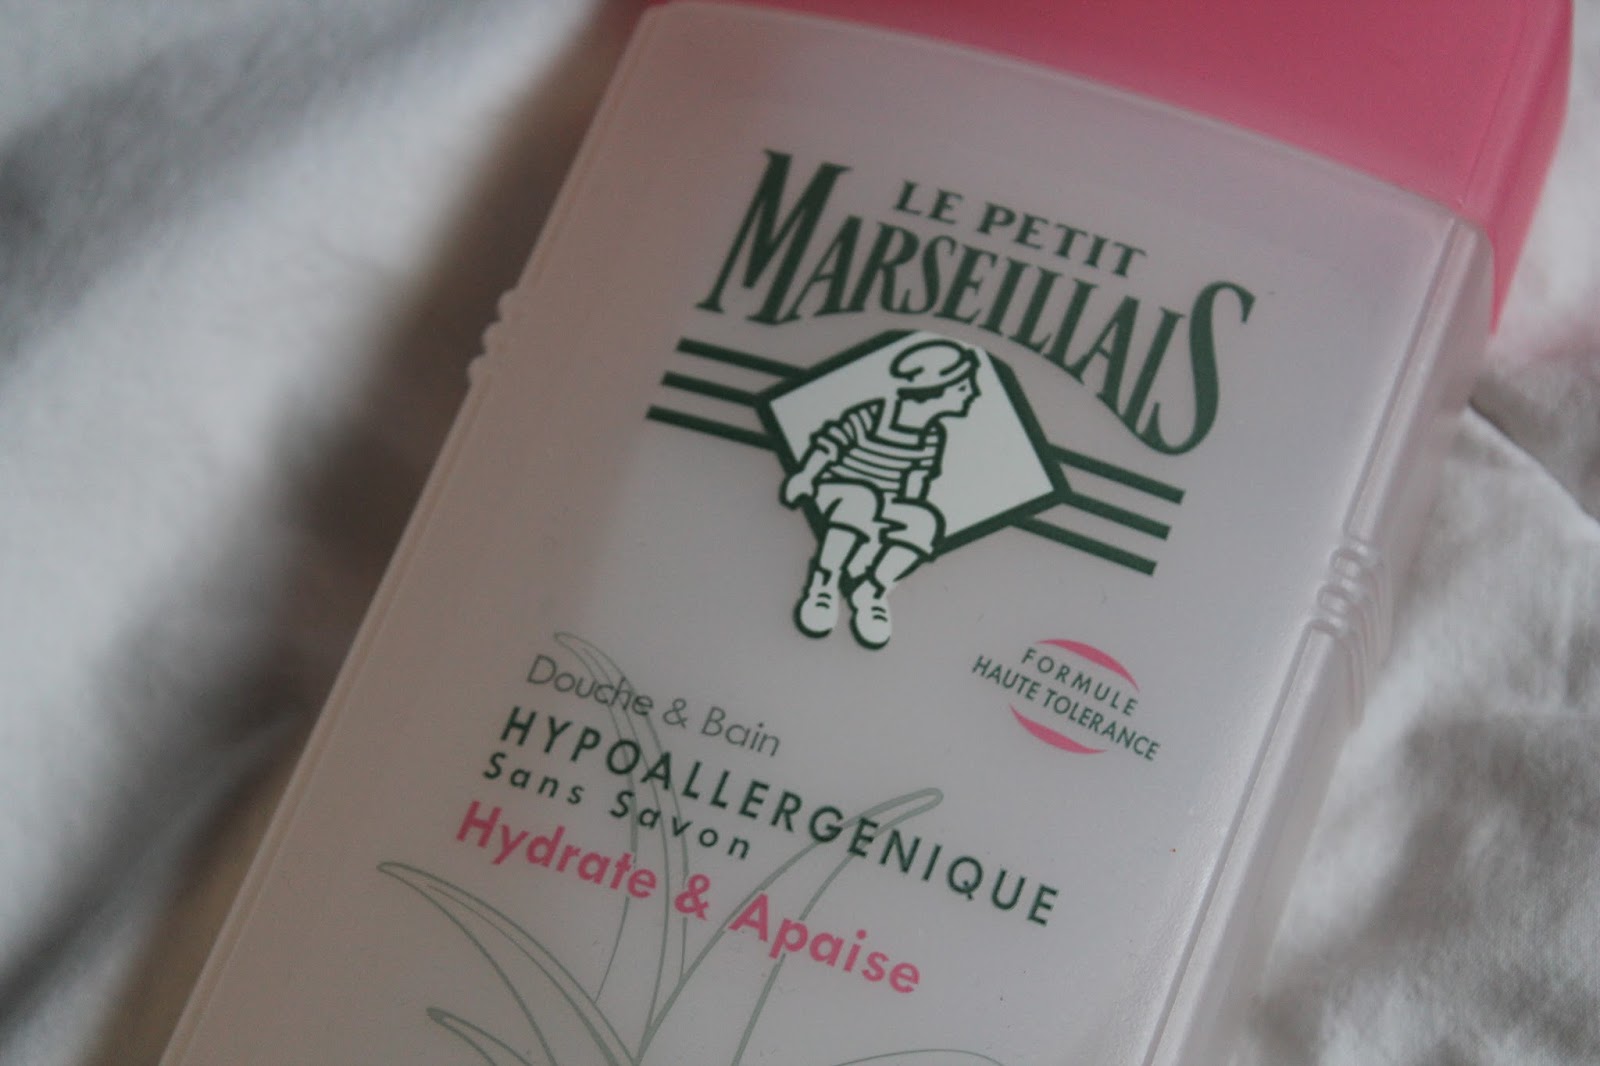 LE PETIT
MARSEILLAIS
FORMULE
HAUTE TOLERANCE
Douche & Bain
HYPOALLERGENIQUE
Sans Savon
Hydrate & Apaise